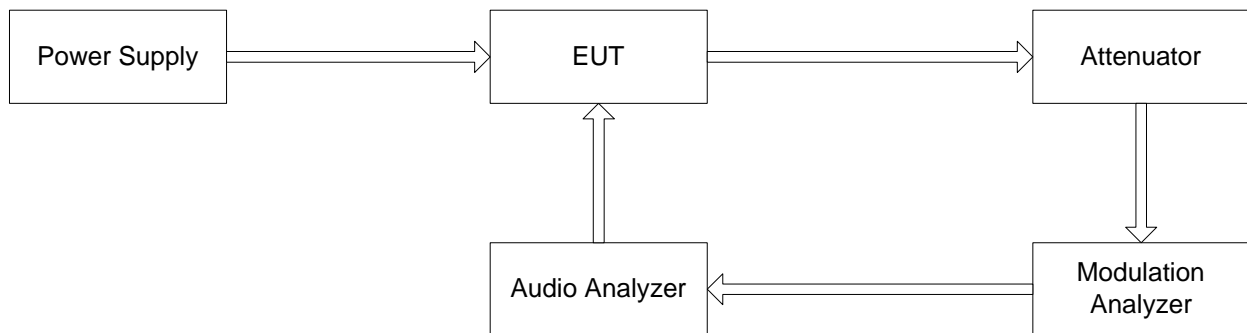 Power Supply
EUT
Attenuator
Audio Analyzer
Modulation
Analyzer